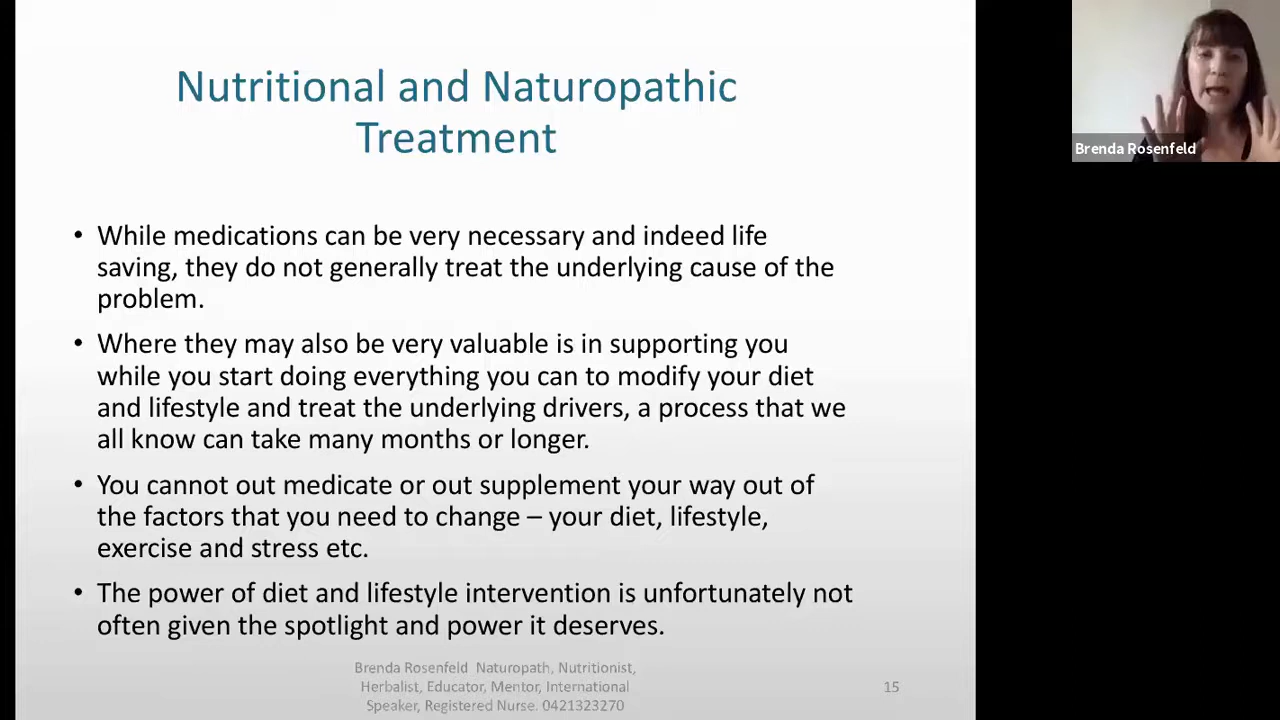 Nutritional and Naturopathic
Treatment
• While medications can be very necessary and indeed life
saving, they do not generally treat the underlying cause of the
problem.
• Where they may also be very valuable is in supporting you
while you start doing everything you can to modify your diet
and lifestyle and treat the underlying drivers, a process that we
all know can take many months or longer.
• You cannot out medicate or out supplement your way out of
the factors that you need to change – your diet, lifestyle,
exercise and stress etc.
• The power of diet and lifestyle intervention is unfortunately not
often given the spotlight and power it deserves.
Brenda Rosenfeld  Naturopath, Nutritionist,
Herbalist, Educator, Mentor, International
Speaker, Registered Nurse. 0421323270
15
Brenda Rosenfeld